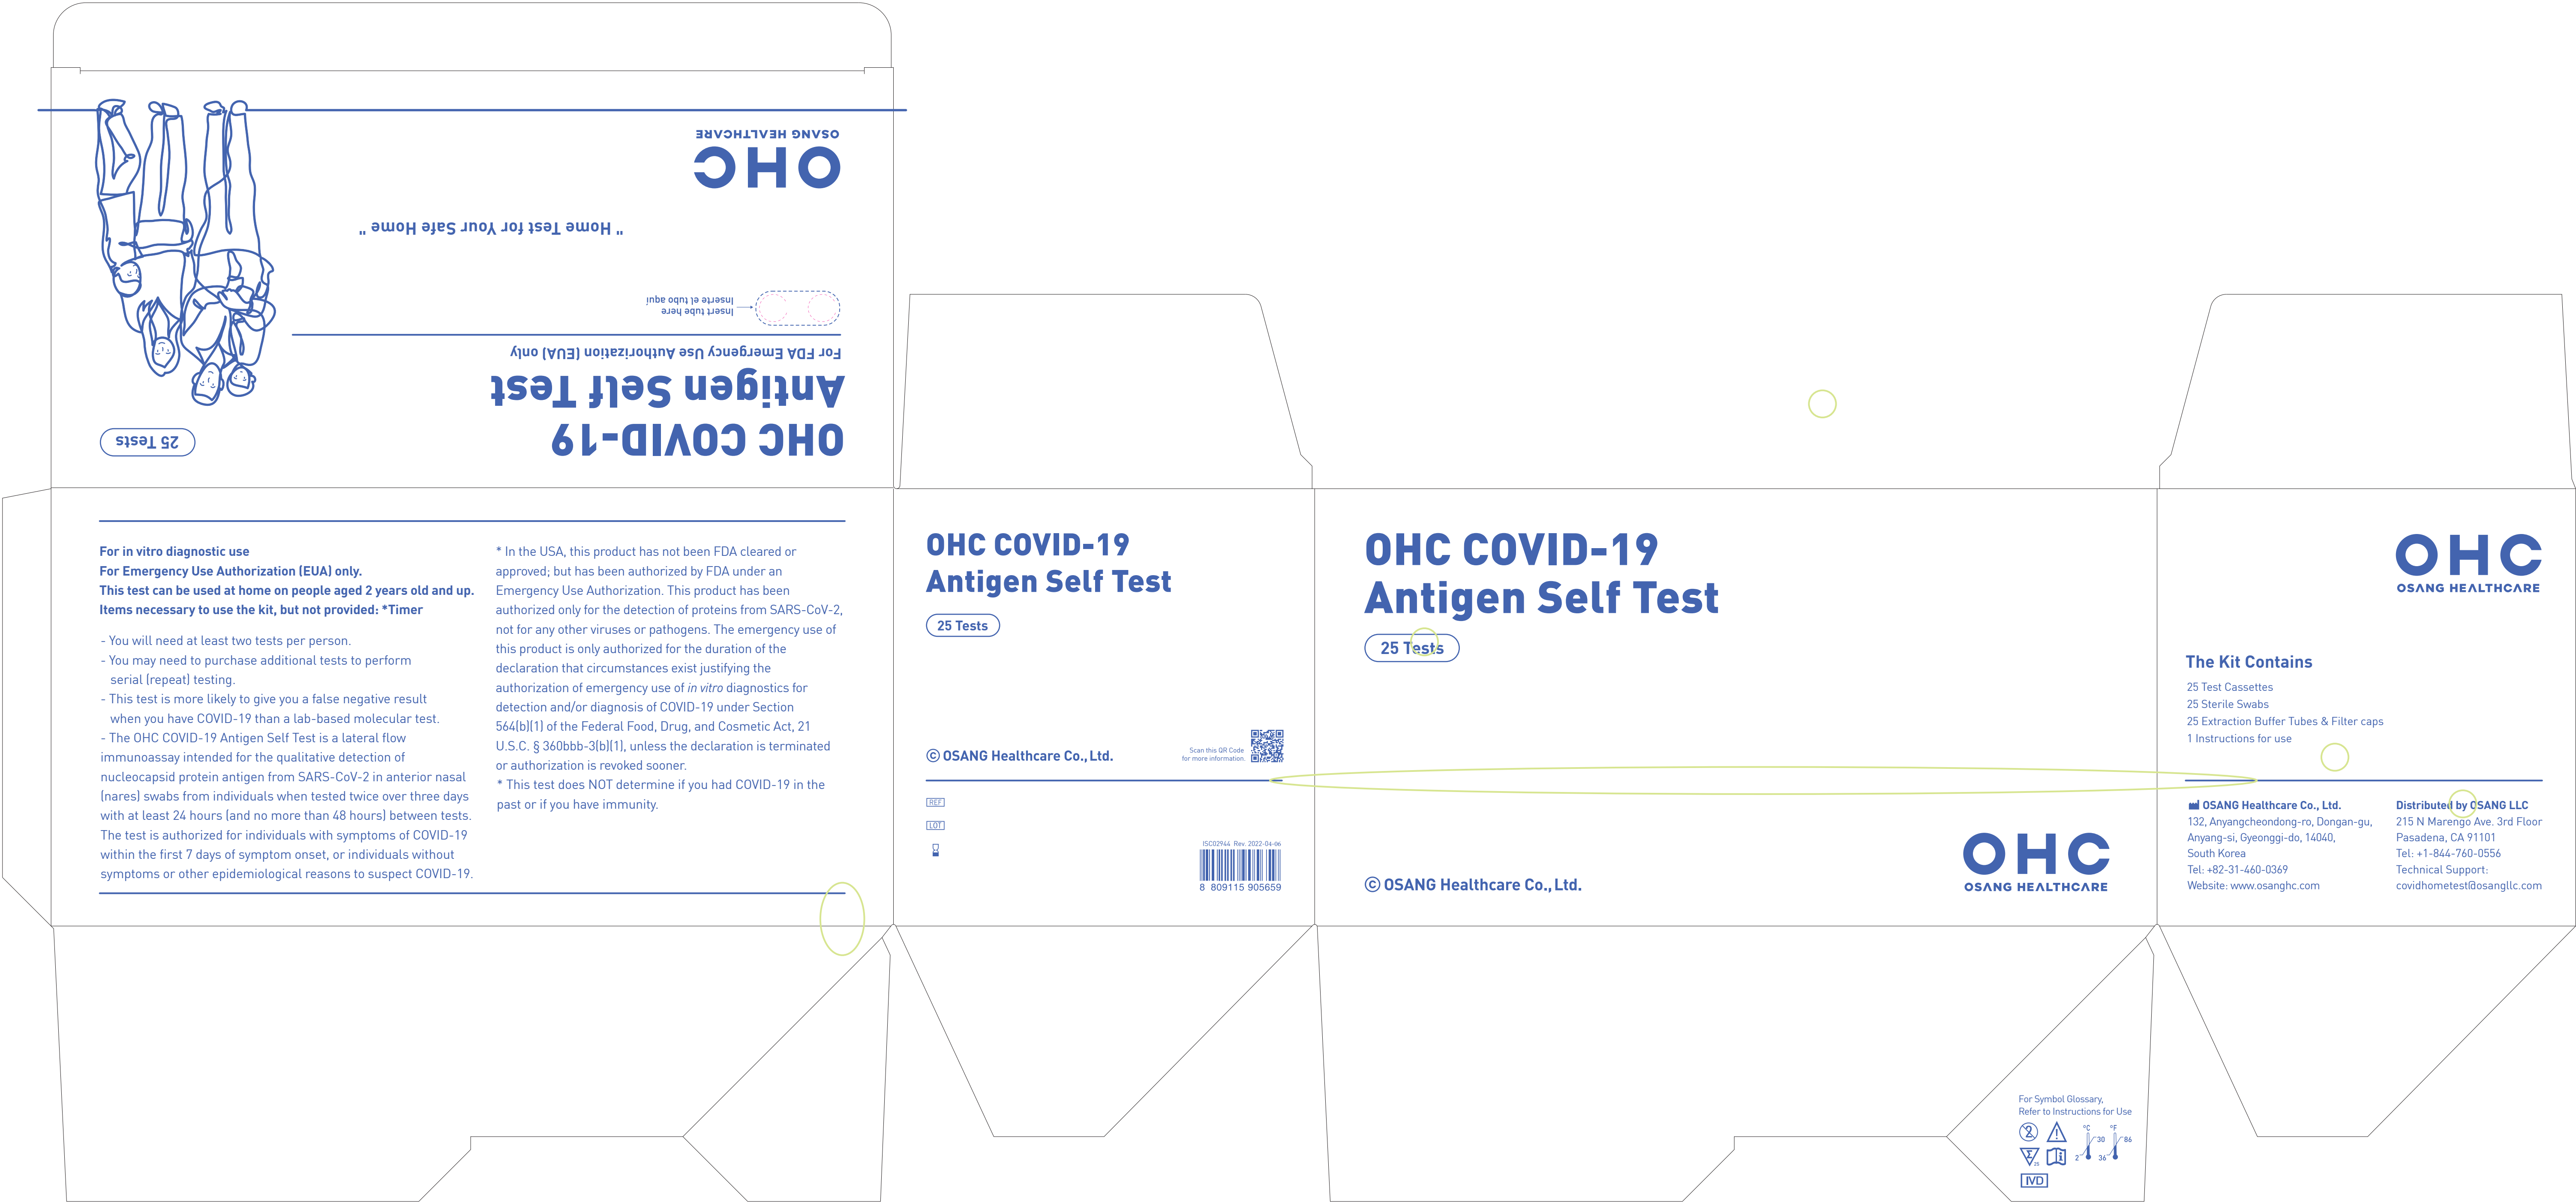 OHC COVID-19
Antigen Self Test
25 Tests
For FDA Emergency Use Authorization (EUA) only
Insert tube here
Inserte el tubo aquí
" Home Test for Your Safe Home "
OHC
OSANG HEALTHCARE
For in vitro diagnostic use
For Emergency Use Authorization (EUA) only.
This test can be used at home on people aged 2 years old and up.
Items necessary to use the kit, but not provided: *Timer
- You will need at least two tests per person.
- You may need to purchase additional tests to perform
serial (repeat) testing.
- This test is more likely to give you a false negative result
when you have COVID-19 than a lab-based molecular test.
- The OHC COVID-19 Antigen Self Test is a lateral flow
immunoassay intended for the qualitative detection of
nucleocapsid protein antigen from SARS-CoV-2 in anterior nasal
(nares) swabs from individuals when tested twice over three days
with at least 24 hours (and no more than 48 hours) between tests.
The test is authorized for individuals with symptoms of COVID-19
within the first 7 days of symptom onset, or individuals without
symptoms or other epidemiological reasons to suspect COVID-19.
* In the USA, this product has not been FDA cleared or
approved; but has been authorized by FDA under an
Emergency Use Authorization. This product has been
authorized only for the detection of proteins from SARS-CoV-2,
not for any other viruses or pathogens. The emergency use of
this product is only authorized for the duration of the
declaration that circumstances exist justifying the
authorization of emergency use of in vitro diagnostics for
detection and/or diagnosis of COVID-19 under Section
564(b)(1) of the Federal Food, Drug, and Cosmetic Act, 21
U.S.C. § 360bbb-3(b)(1), unless the declaration is terminated
or authorization is revoked sooner.
* This test does NOT determine if you had COVID-19 in the
past or if you have immunity.
OHC COVID-19
Antigen Self Test
25 Tests
© OSANG Healthcare Co., Ltd.
Scan this QR Code
for more information.
REF
LOT
ISC02944 Rev. 2022-04-06
8 809115 905659
OHC COVID-19
Antigen Self Test
25 Tests
© OSANG Healthcare Co., Ltd.
OHC
OSANG HEALTHCARE
OHC
OSANG HEALTHCARE
The Kit Contains
25 Test Cassettes
25 Sterile Swabs
25 Extraction Buffer Tubes & Filter caps
1 Instructions for use
OSANG Healthcare Co., Ltd.
132, Anyangcheondong-ro, Dongan-gu,
Anyang-si, Gyeonggi-do, 14040,
South Korea
Tel: +82-31-460-0369
Website: www.osanghc.com
Distributed by OSANG LLC
215 N Marengo Ave. 3rd Floor
Pasadena, CA 91101
Tel: +1-844-760-0556
Technical Support:
covidhometest@osangllc.com
For Symbol Glossary,
Refer to Instructions for Use
2
°C
30
2
°F
86
36
Σ
25
i
IVD